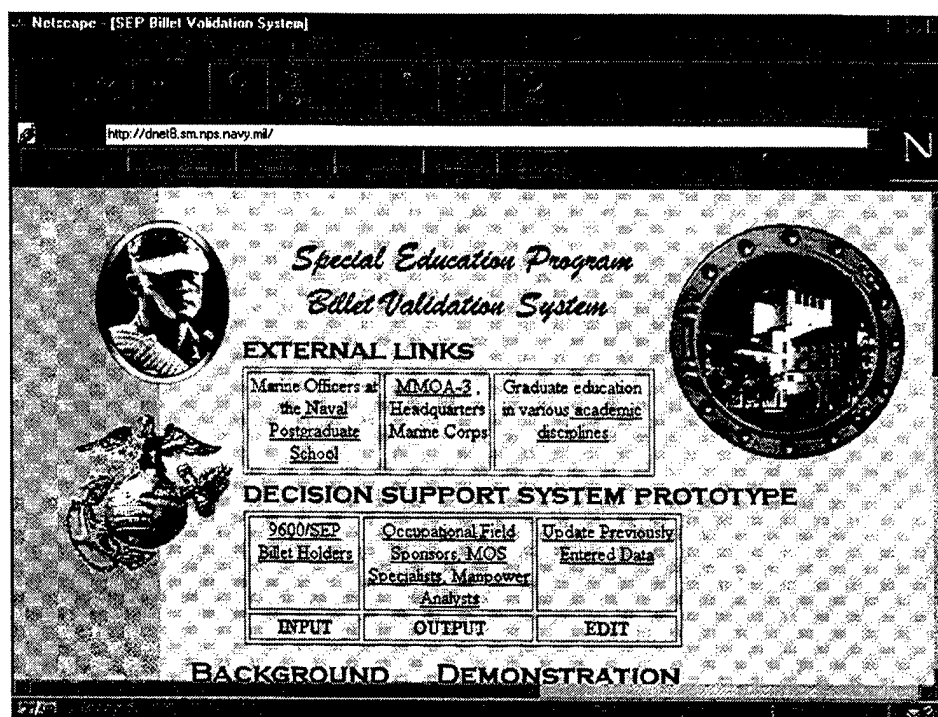 Netscape - [SEP Billet Validation System]
http://dnet8.sm.nps.navy.mil/
N
Special Education Program
Billet Validation System
EXTERNAL LINKS
Marine Officers at
the Naval
Postgraduate
School
MMOA-3 ,
Headquarters
Marine Corps
Graduate education
in various academic
disciplines
DECISION SUPPORT SYSTEM PROTOTYPE
9600/SEP
Billet Holders
Occupational Field
Sponsors, MOS
Specialists, Manpower
Analysts
Update Previously
Entered Data
INPUT OUTPUT EDIT
BACKGROUND DEMONSTRATION